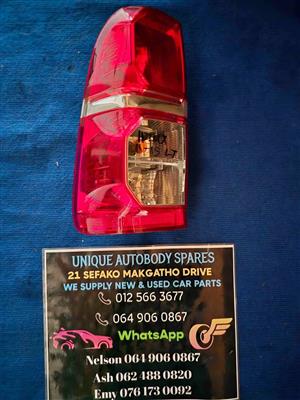 LT
UNIQUE AUTOBODY SPARES
21 SEFAKO MAKGATHO DRIVE
WE SUPPLY NEW & USED CAR PARTS
012 566 3677
064 906 0867
WhatsApp
Nelson 064 906 0867
Ash 062 488 0820
Emy 076 173 0092